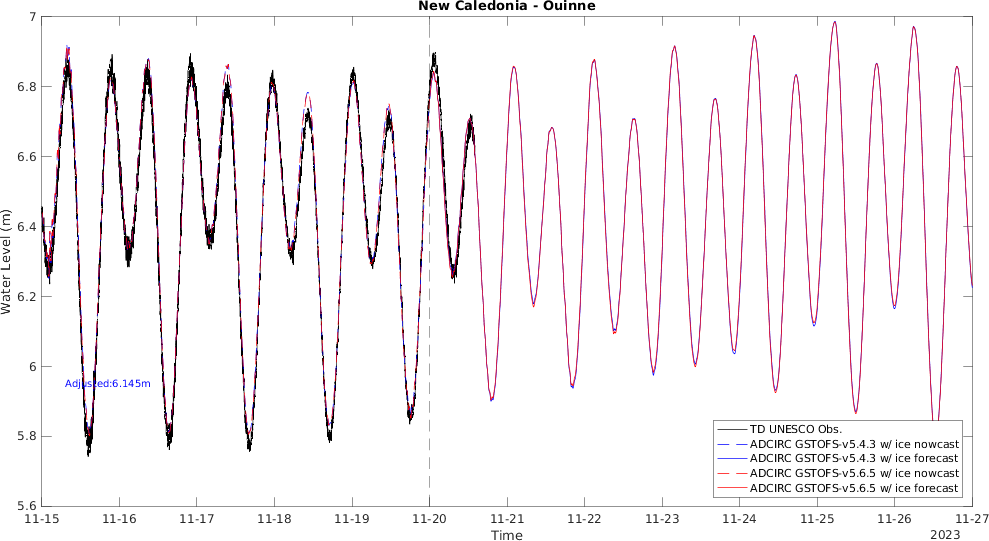 New Caledonia - Ouinne
7
6.8
6.6
6.4
6.2
6
5.8
5.6
Water Level (m)
Adjusted:6.145m
TD UNESCO Obs.
ADCIRC GSTOFS-v5.4.3 w/ ice nowcast
ADCIRC GSTOFS-v5.4.3 w/ ice forecast
ADCIRC GSTOFS-v5.6.5 w/ ice nowcast
ADCIRC GSTOFS-v5.6.5 w/ ice forecast
11-15 11-16 11-17 11-18 11-19 11-20 11-21 11-22 11-23 11-24 11-25 11-26 11-27
Time
2023